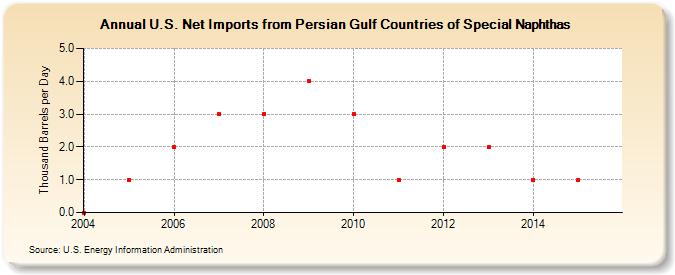 Annual U.S. Net Imports from Persian Gulf Countries of Special Naphthas
Thousand Barrels per Day
5.0
4.0
3.0
2.0
1.0
0.0
2004 2006 2008 2010 2012 2014
Source: U.S. Energy Information Administration